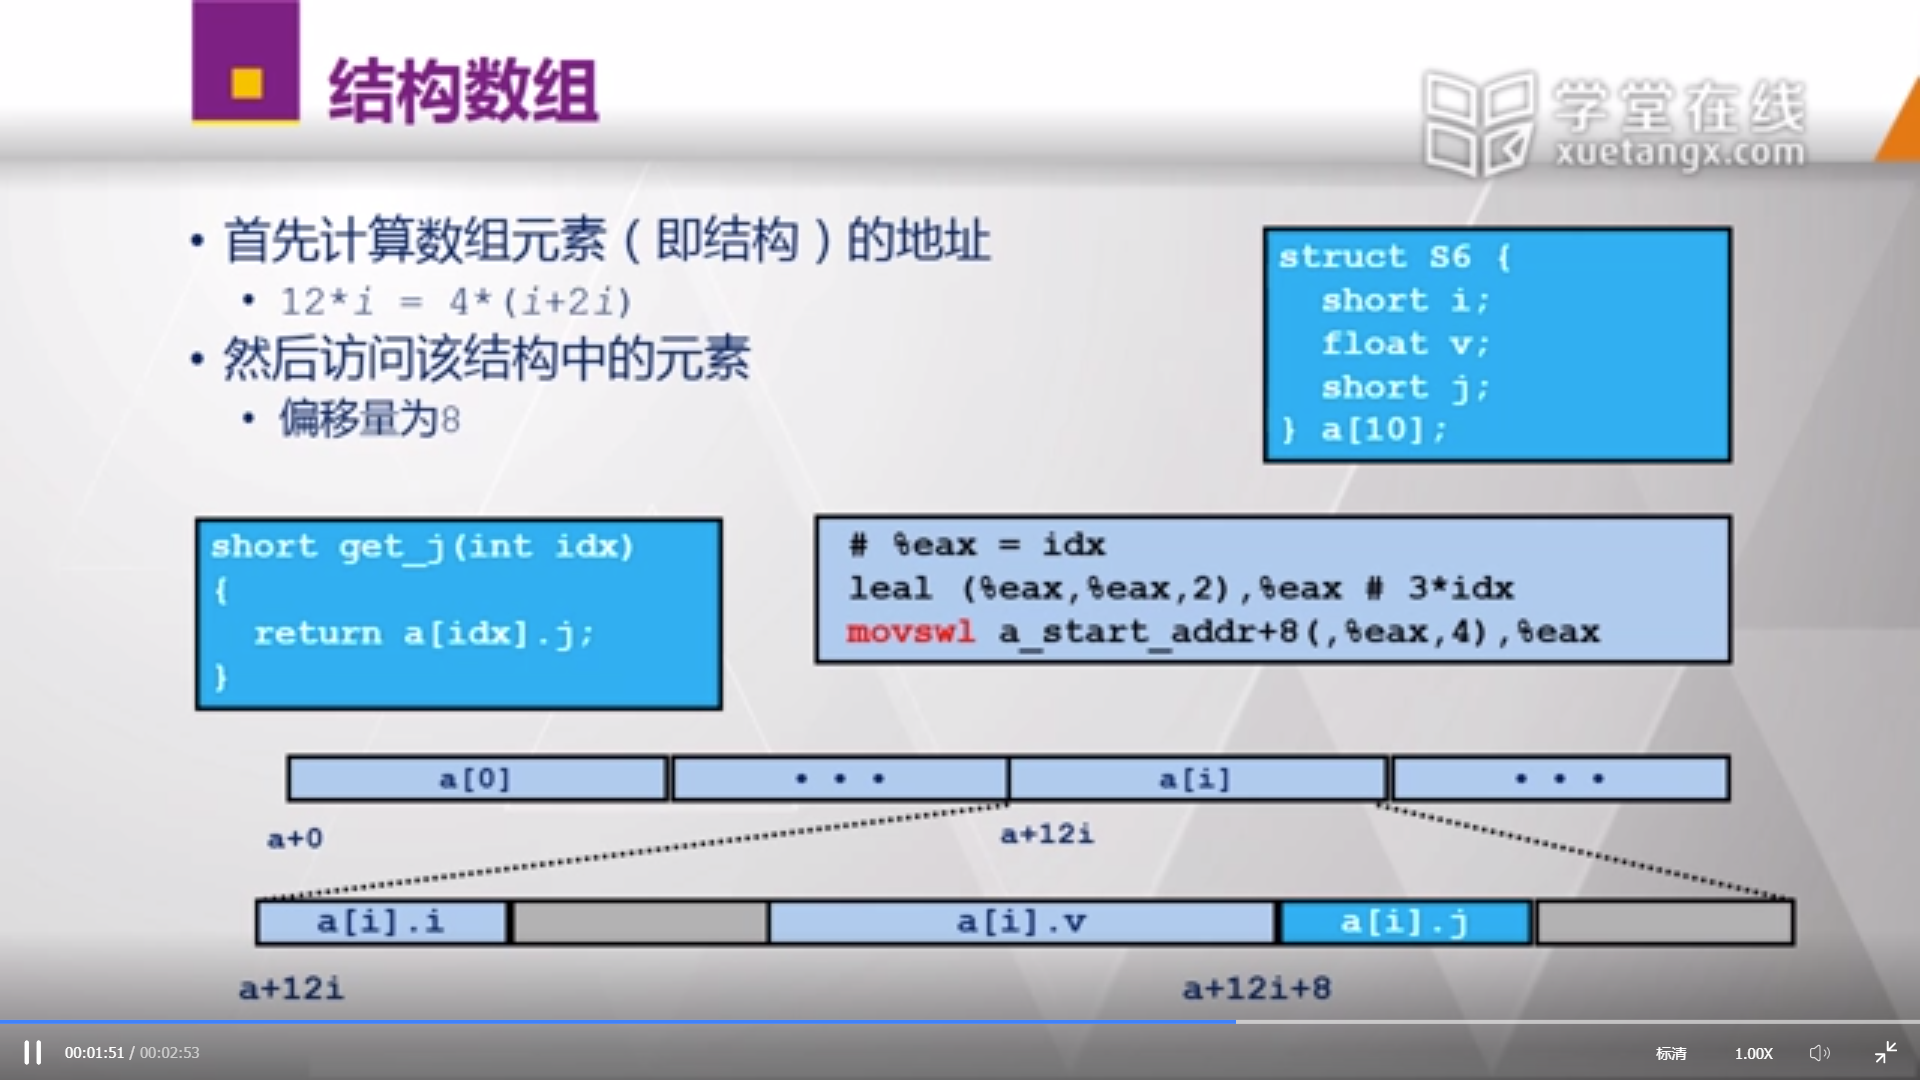 结构数组
学堂在线
xuetangx.com
• 首先计算数组元素（即结构）的地址
• 12*i = 4*(i+2i)
• 然后访问该结构中的元素
• 偏移量为8
struct S6 {
short i;
float v;
short j;
} a[10];
short get_j(int idx)
{
return a[idx].j;
}
# %eax = idx
leal (%eax,%eax,2),%eax # 3*idx
movswl a_start_addr+8(,%eax,4),%eax
a[0] • • • a[i] • • •
a+0 a+12i
a[i].i a[i].v a[i].j
a+12i a+12i+8
00:01:51 / 00:02:53 标清 1.00X